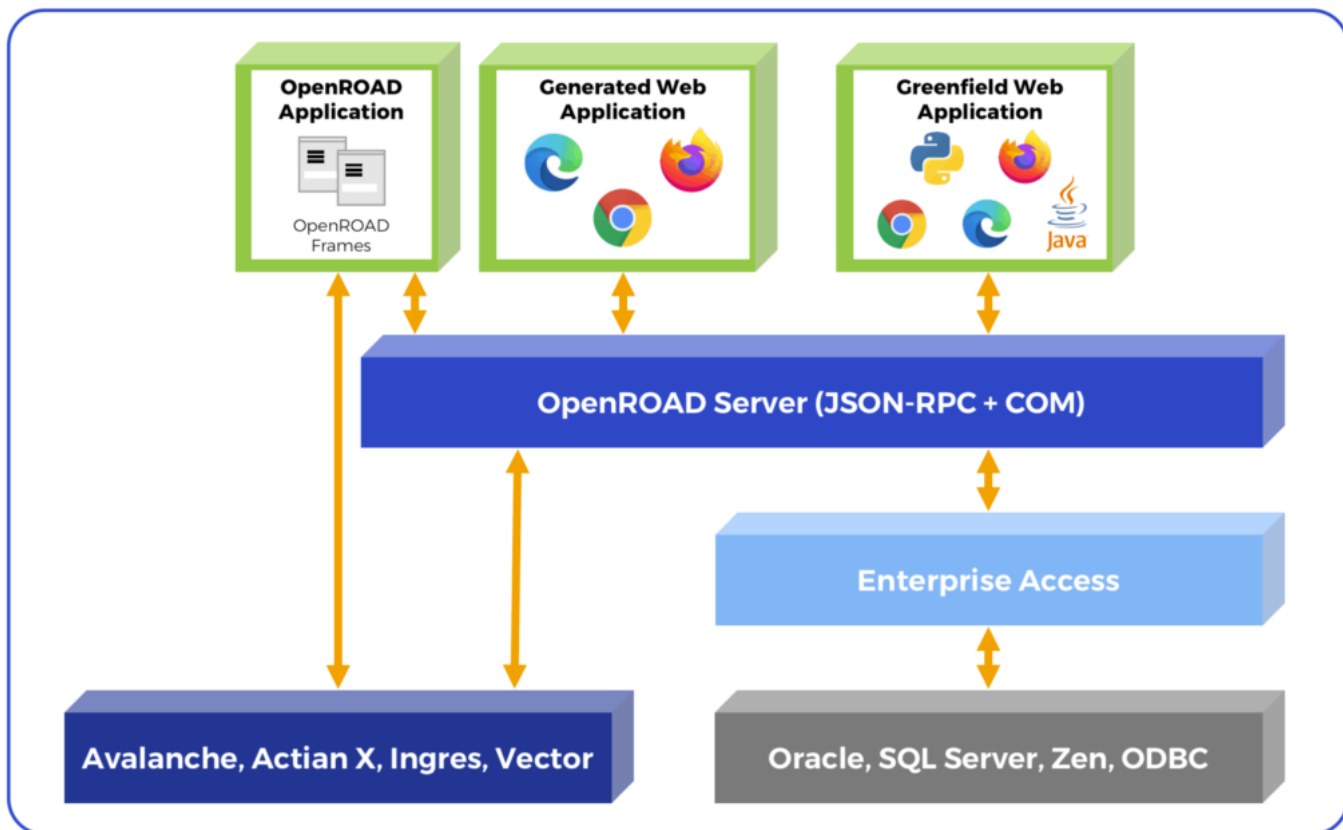 OpenROAD
Application
OpenROAD
Frames
Generated Web
Application
Greenfield Web
Application
Java
OpenROAD Server (JSON-RPC + COM)
Enterprise Access
Avalanche, Actian X, Ingres, Vector
Oracle, SQL Server, Zen, ODBC